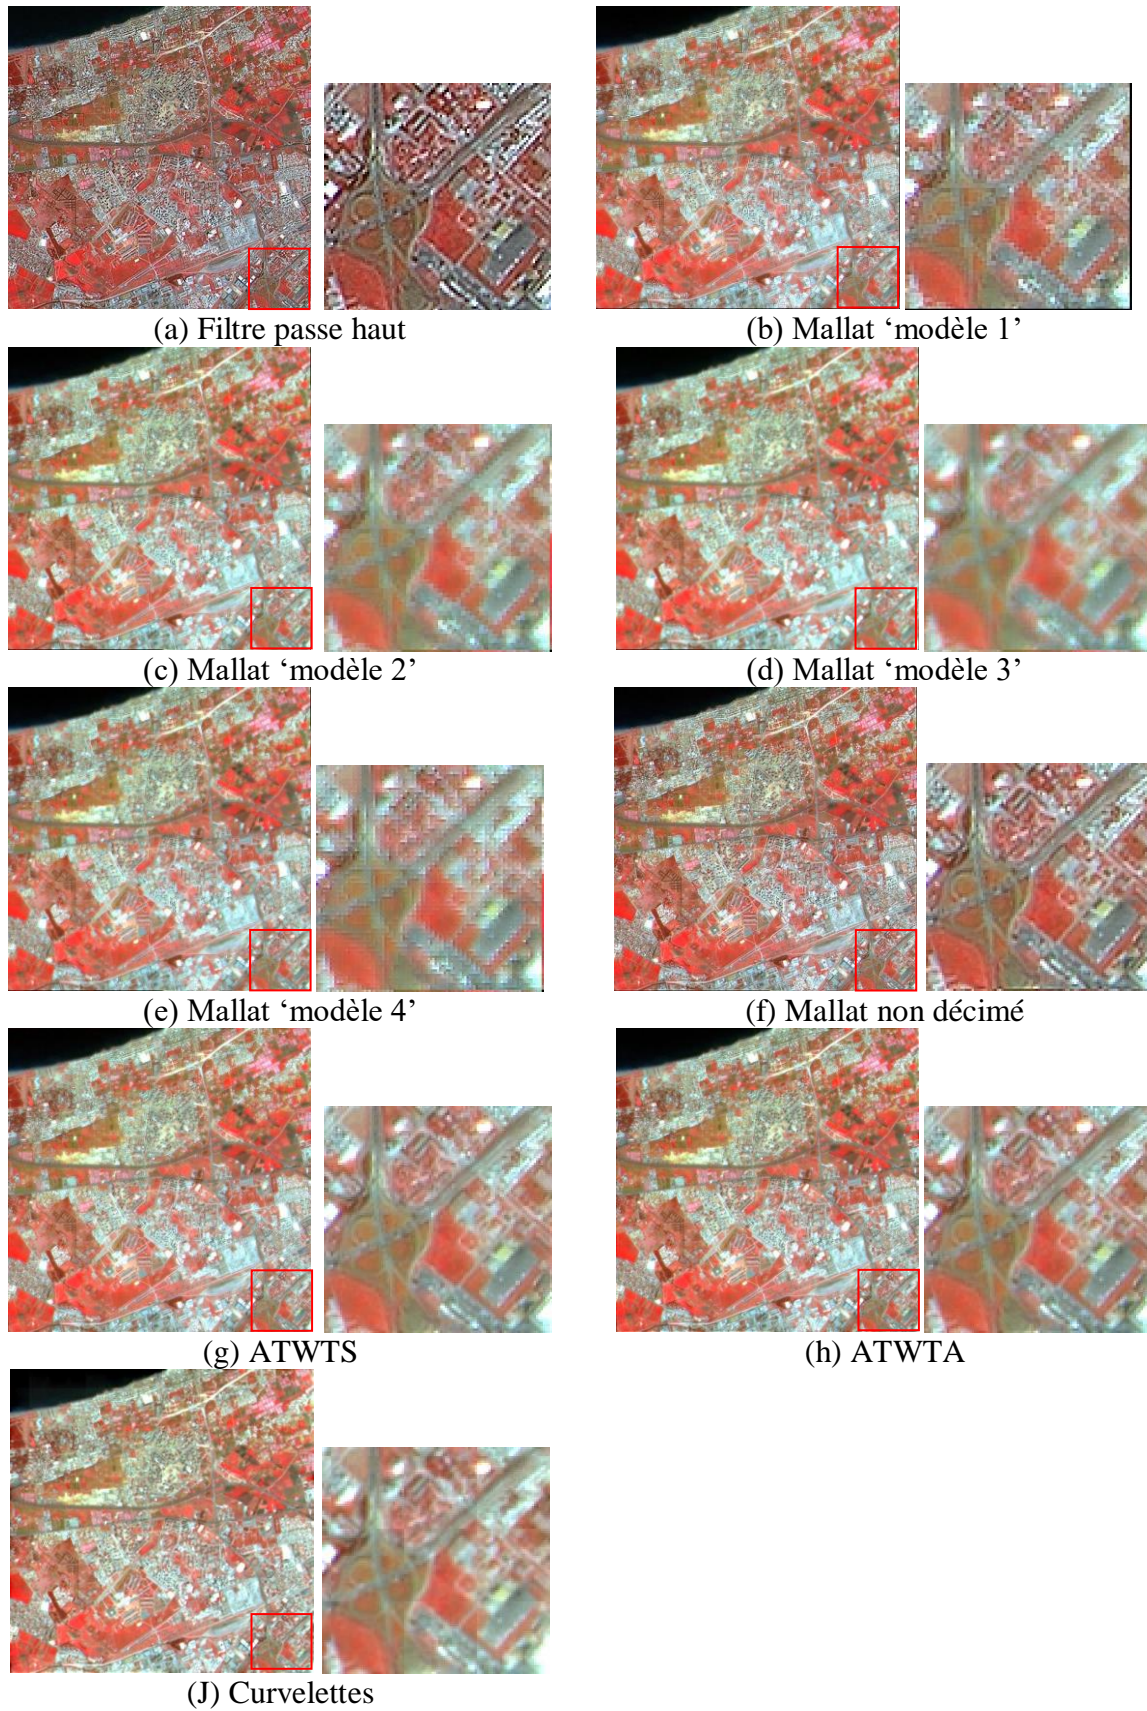 (a) Filtre passe haut
(b) Mallat ‘modèle 1’
(c) Mallat ‘modèle 2’
(d) Mallat ‘modèle 3’
(e) Mallat ‘modèle 4’
(f) Mallat non décimé
(g) ATWTS
(h) ATWTA
(J) Curvelettes